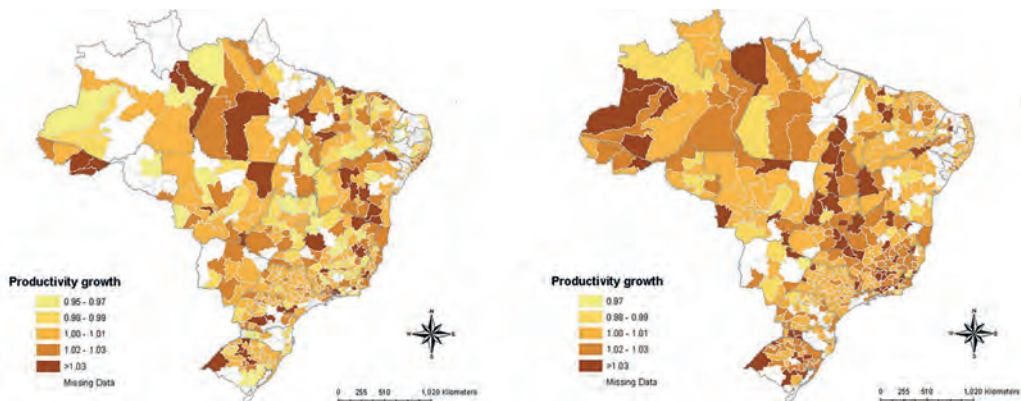 Productivity growth
0.95 - 0.97
0.98 - 0.99
1.00 - 1.01
1.02 - 1.03
>1.03
Missing Data
N
W E
S
0 255 510 1,020 Kilometers
Productivity growth
0.97
0.98 - 0.99
1.00 - 1.01
1.02 - 1.03
>1.03
Missing Data
N
W E
S
0 255 510 1,020 Kilometers